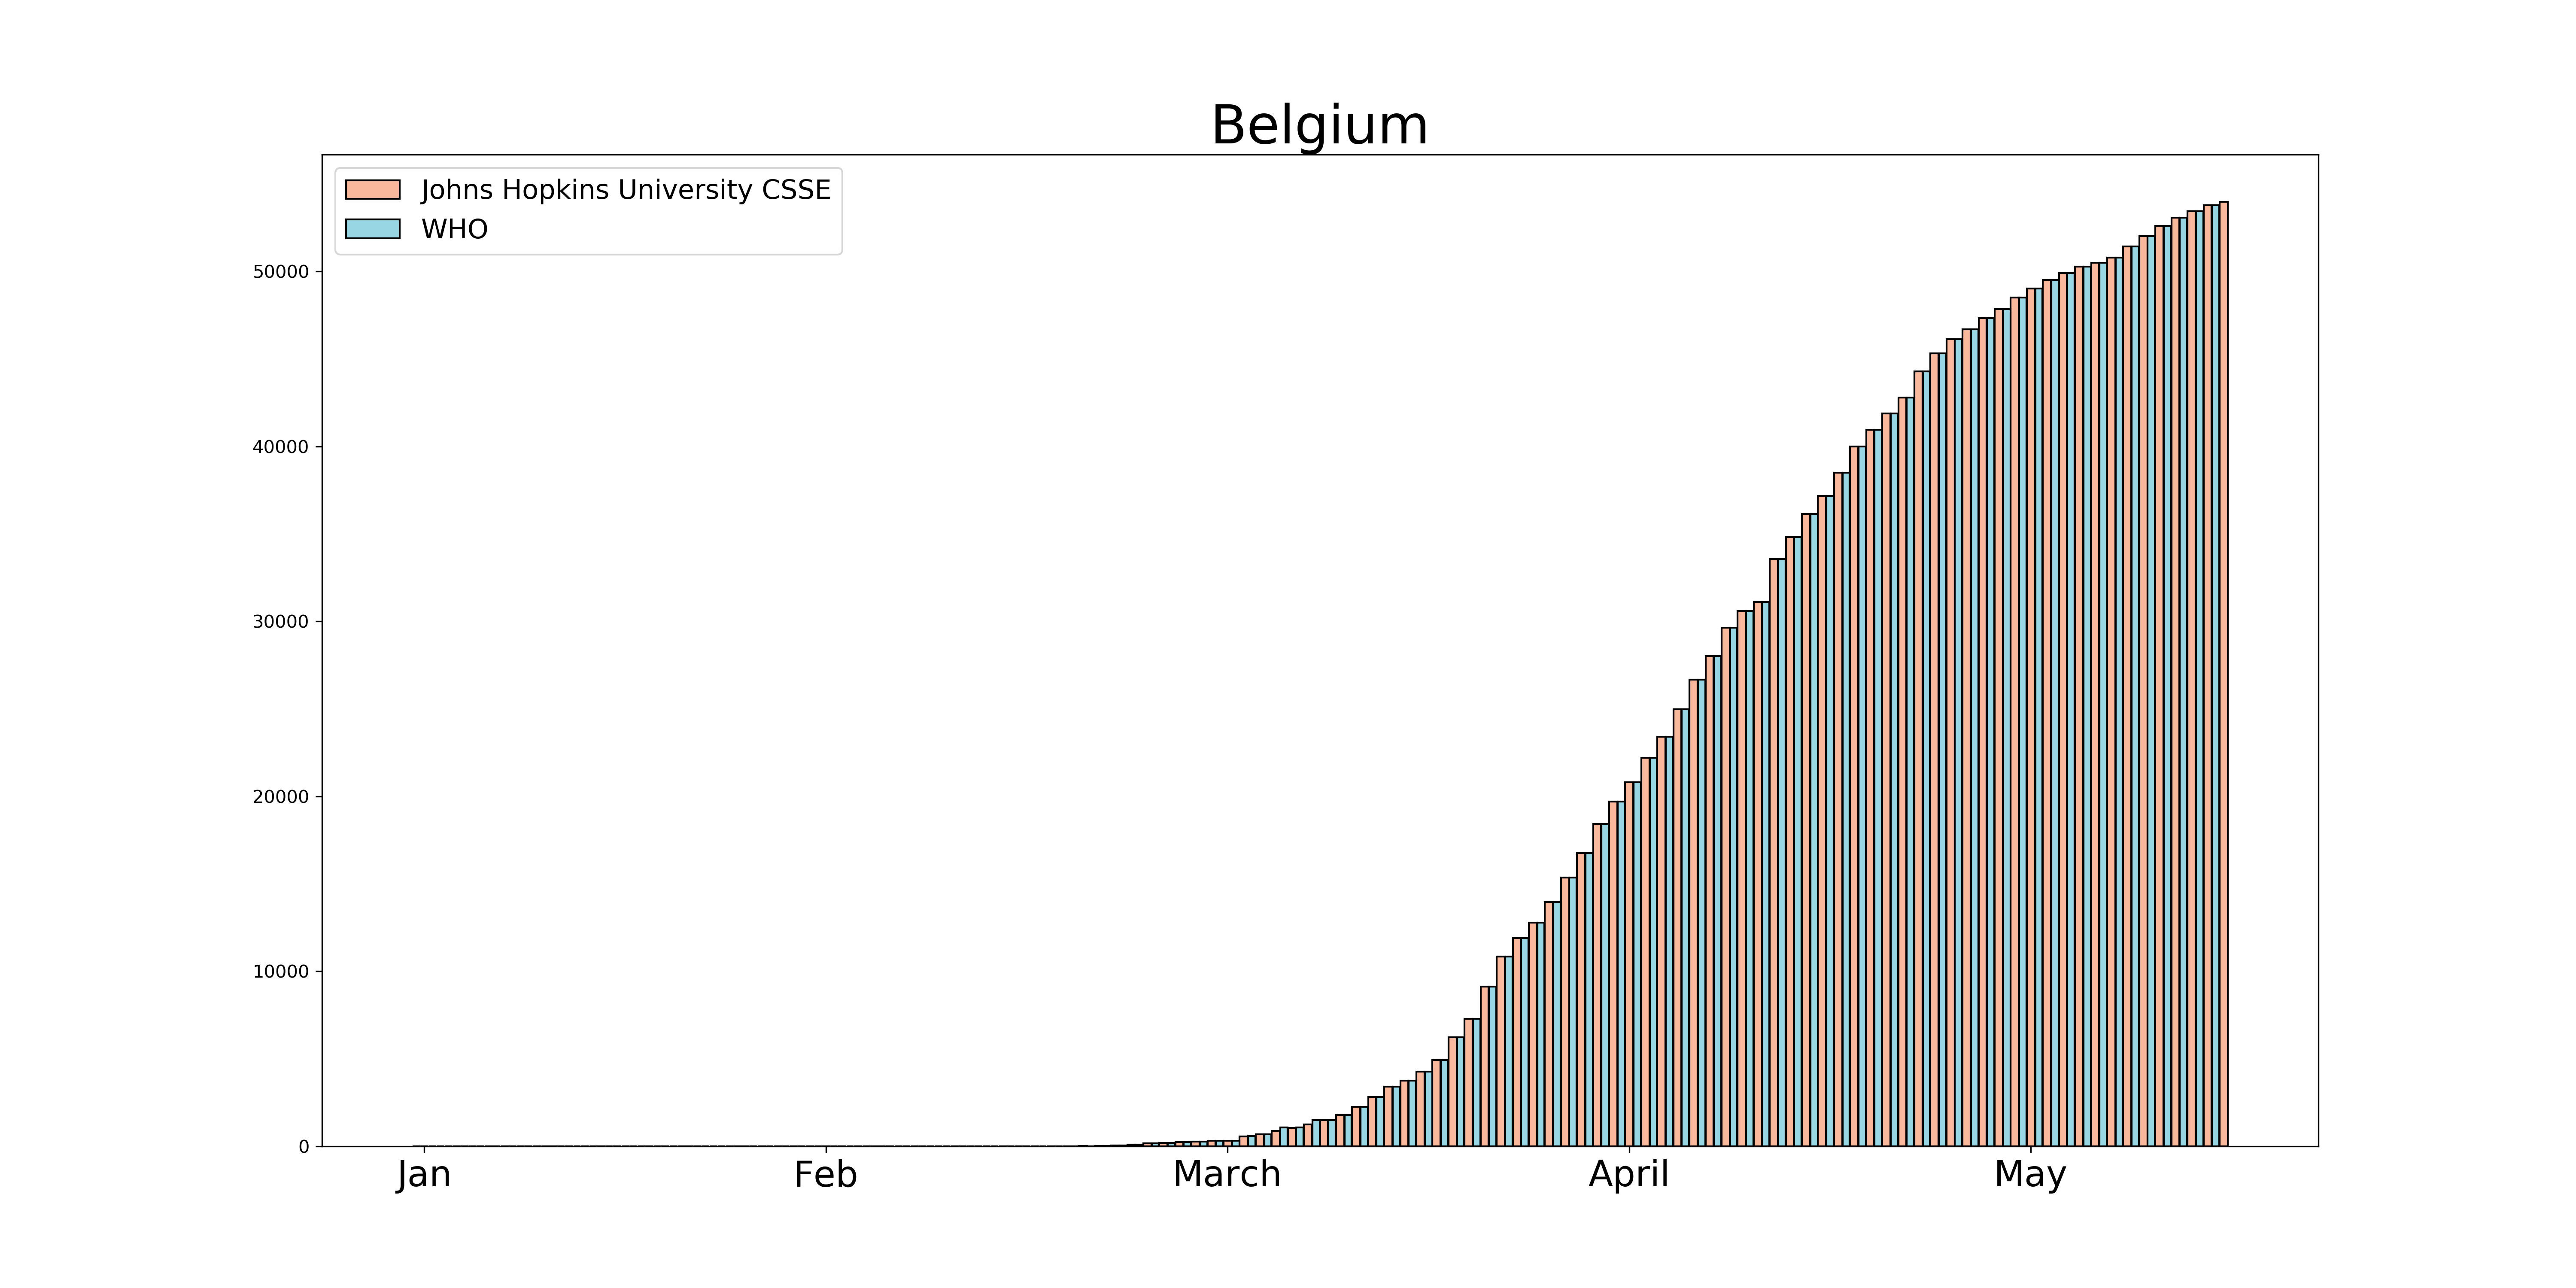 Belgium
Johns Hopkins University CSSE
WHO
50000
40000
30000
20000
10000
0
Jan Feb March April May